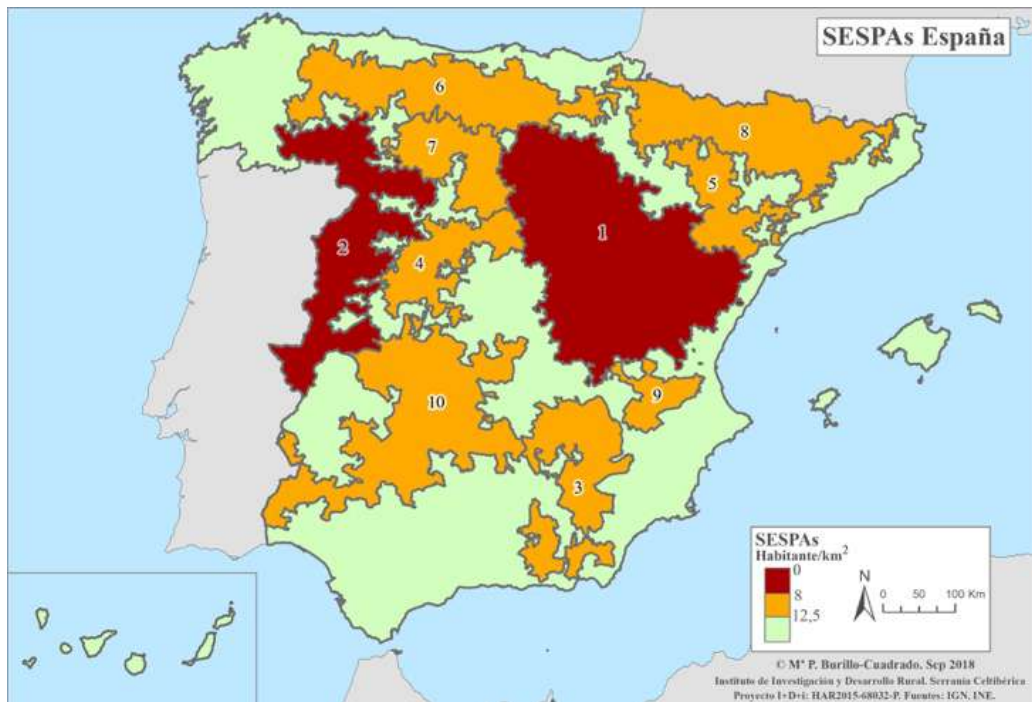 SESPAs España
6
8
7
5
1
2
4
10
9
3
SESPAs
Habitante/km²
0
8
12,5
N
0 50 100 Km
© Mª P. Burillo-Cuadrado. Sep 2018
Instituto de Investigación y Desarrollo Rural. Serranía Celtibérica
Proyecto I+D+i: HAR2015-68032-P. Fuentes: IGN, INE.